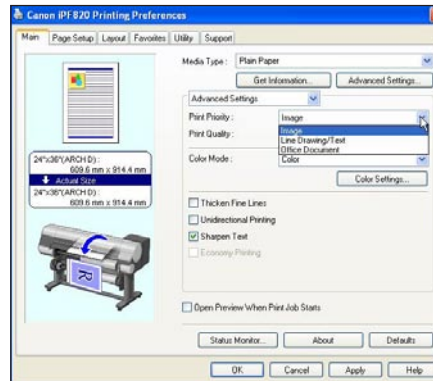 Canon iPF820 Printing Preferences
Main Page Setup Layout Favorites Utility Support
Media Type : Plain Paper
Get Information... Advanced Settings...
Advanced Settings
Print Priority : Image
Image
Line Drawing/Text
Office Document
Print Quality :
Color Mode : Color
Color Settings...
24"x36"(ARCH D) :
609.6 mm x 914.4 mm
Actual Size
24"x36"(ARCH D) :
609.6 mm x 914.4 mm
Thicken Fine Lines
Unidirectional Printing
Sharpen Text
Economy Printing
R
Open Preview When Print Job Starts
Status Monitor... About Defaults
OK Cancel Apply Help